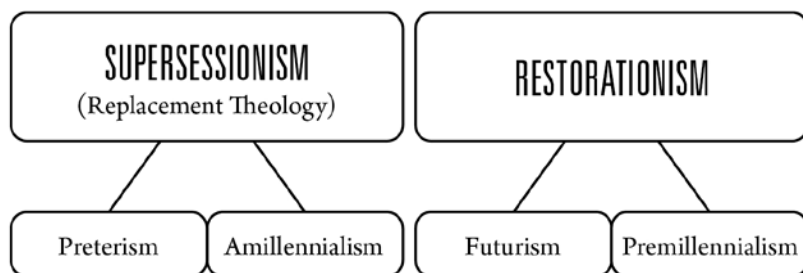 SUPERSESSIONISM
(Replacement Theology)
RESTORATIONISM
Preterism
Amillennialism
Futurism
Premillennialism